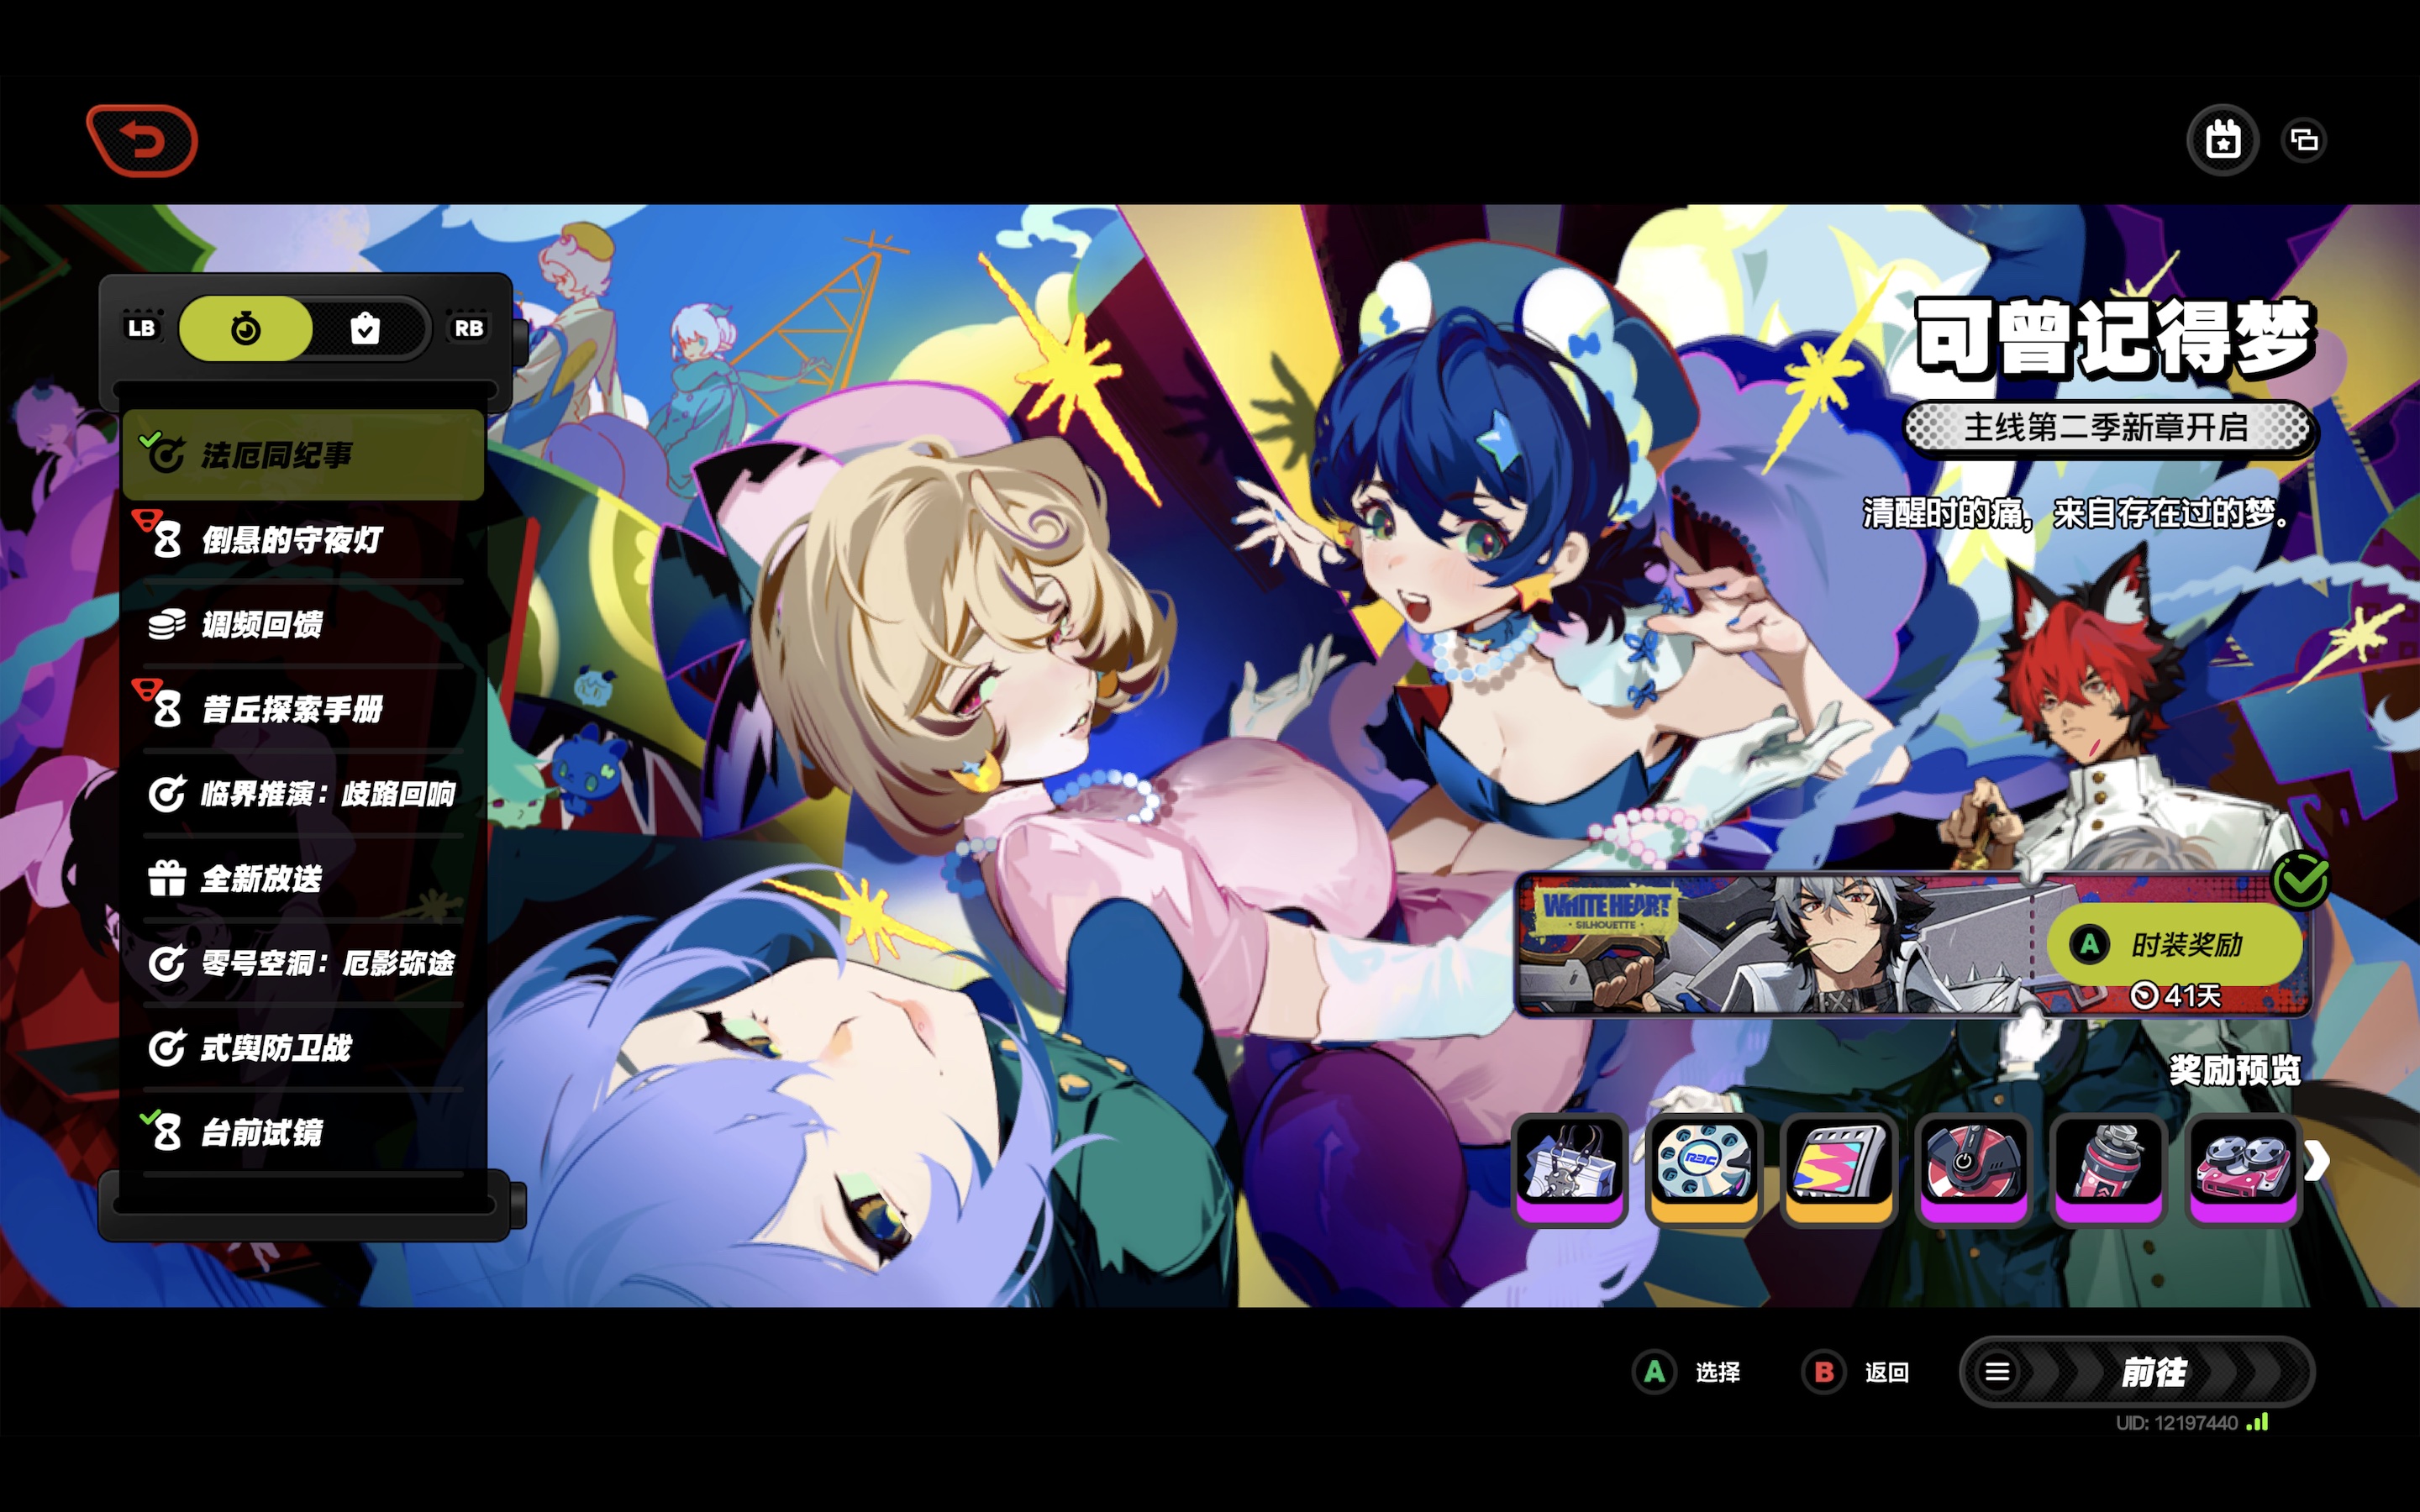 LB
RB
法厄同纪事
倒悬的守夜灯
调频回馈
昔丘探索手册
临界推演：歧路回响
全新放送
零号空洞：厄影弥途
式舆防卫战
台前试镜
可曾记得梦
主线第二季新章开启
清醒时的痛，来自存在过的梦。
WHITE HEART
· SILHOUETTE ·
A 时装奖励
41天
奖励预览
A 选择 B 返回 前往
UID: 12197440